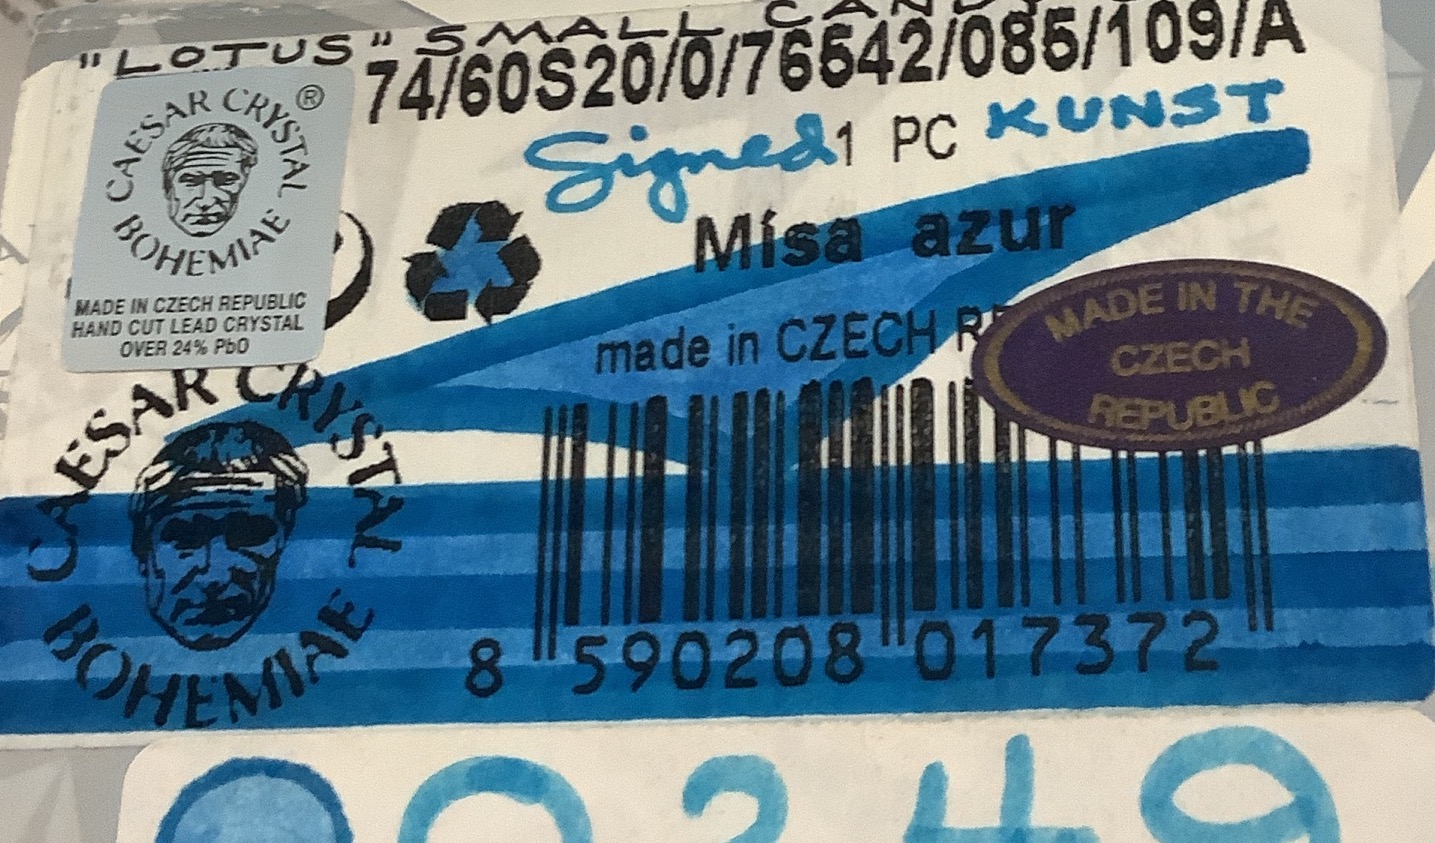 "LOTUS" SMALL
74/60S20/0/76642/085/109/A
CAESAR CRYSTAL BOHEMIAE ®
MADE IN CZECH REPUBLIC
HAND CUT LEAD CRYSTAL
OVER 24% PbO
Signed 1 PC KUNST
Mísa azur
made in CZECH
MADE IN THE
CZECH
REPUBLIC
CAESAR CRYSTAL BOHEMIAE
8 590208 017372